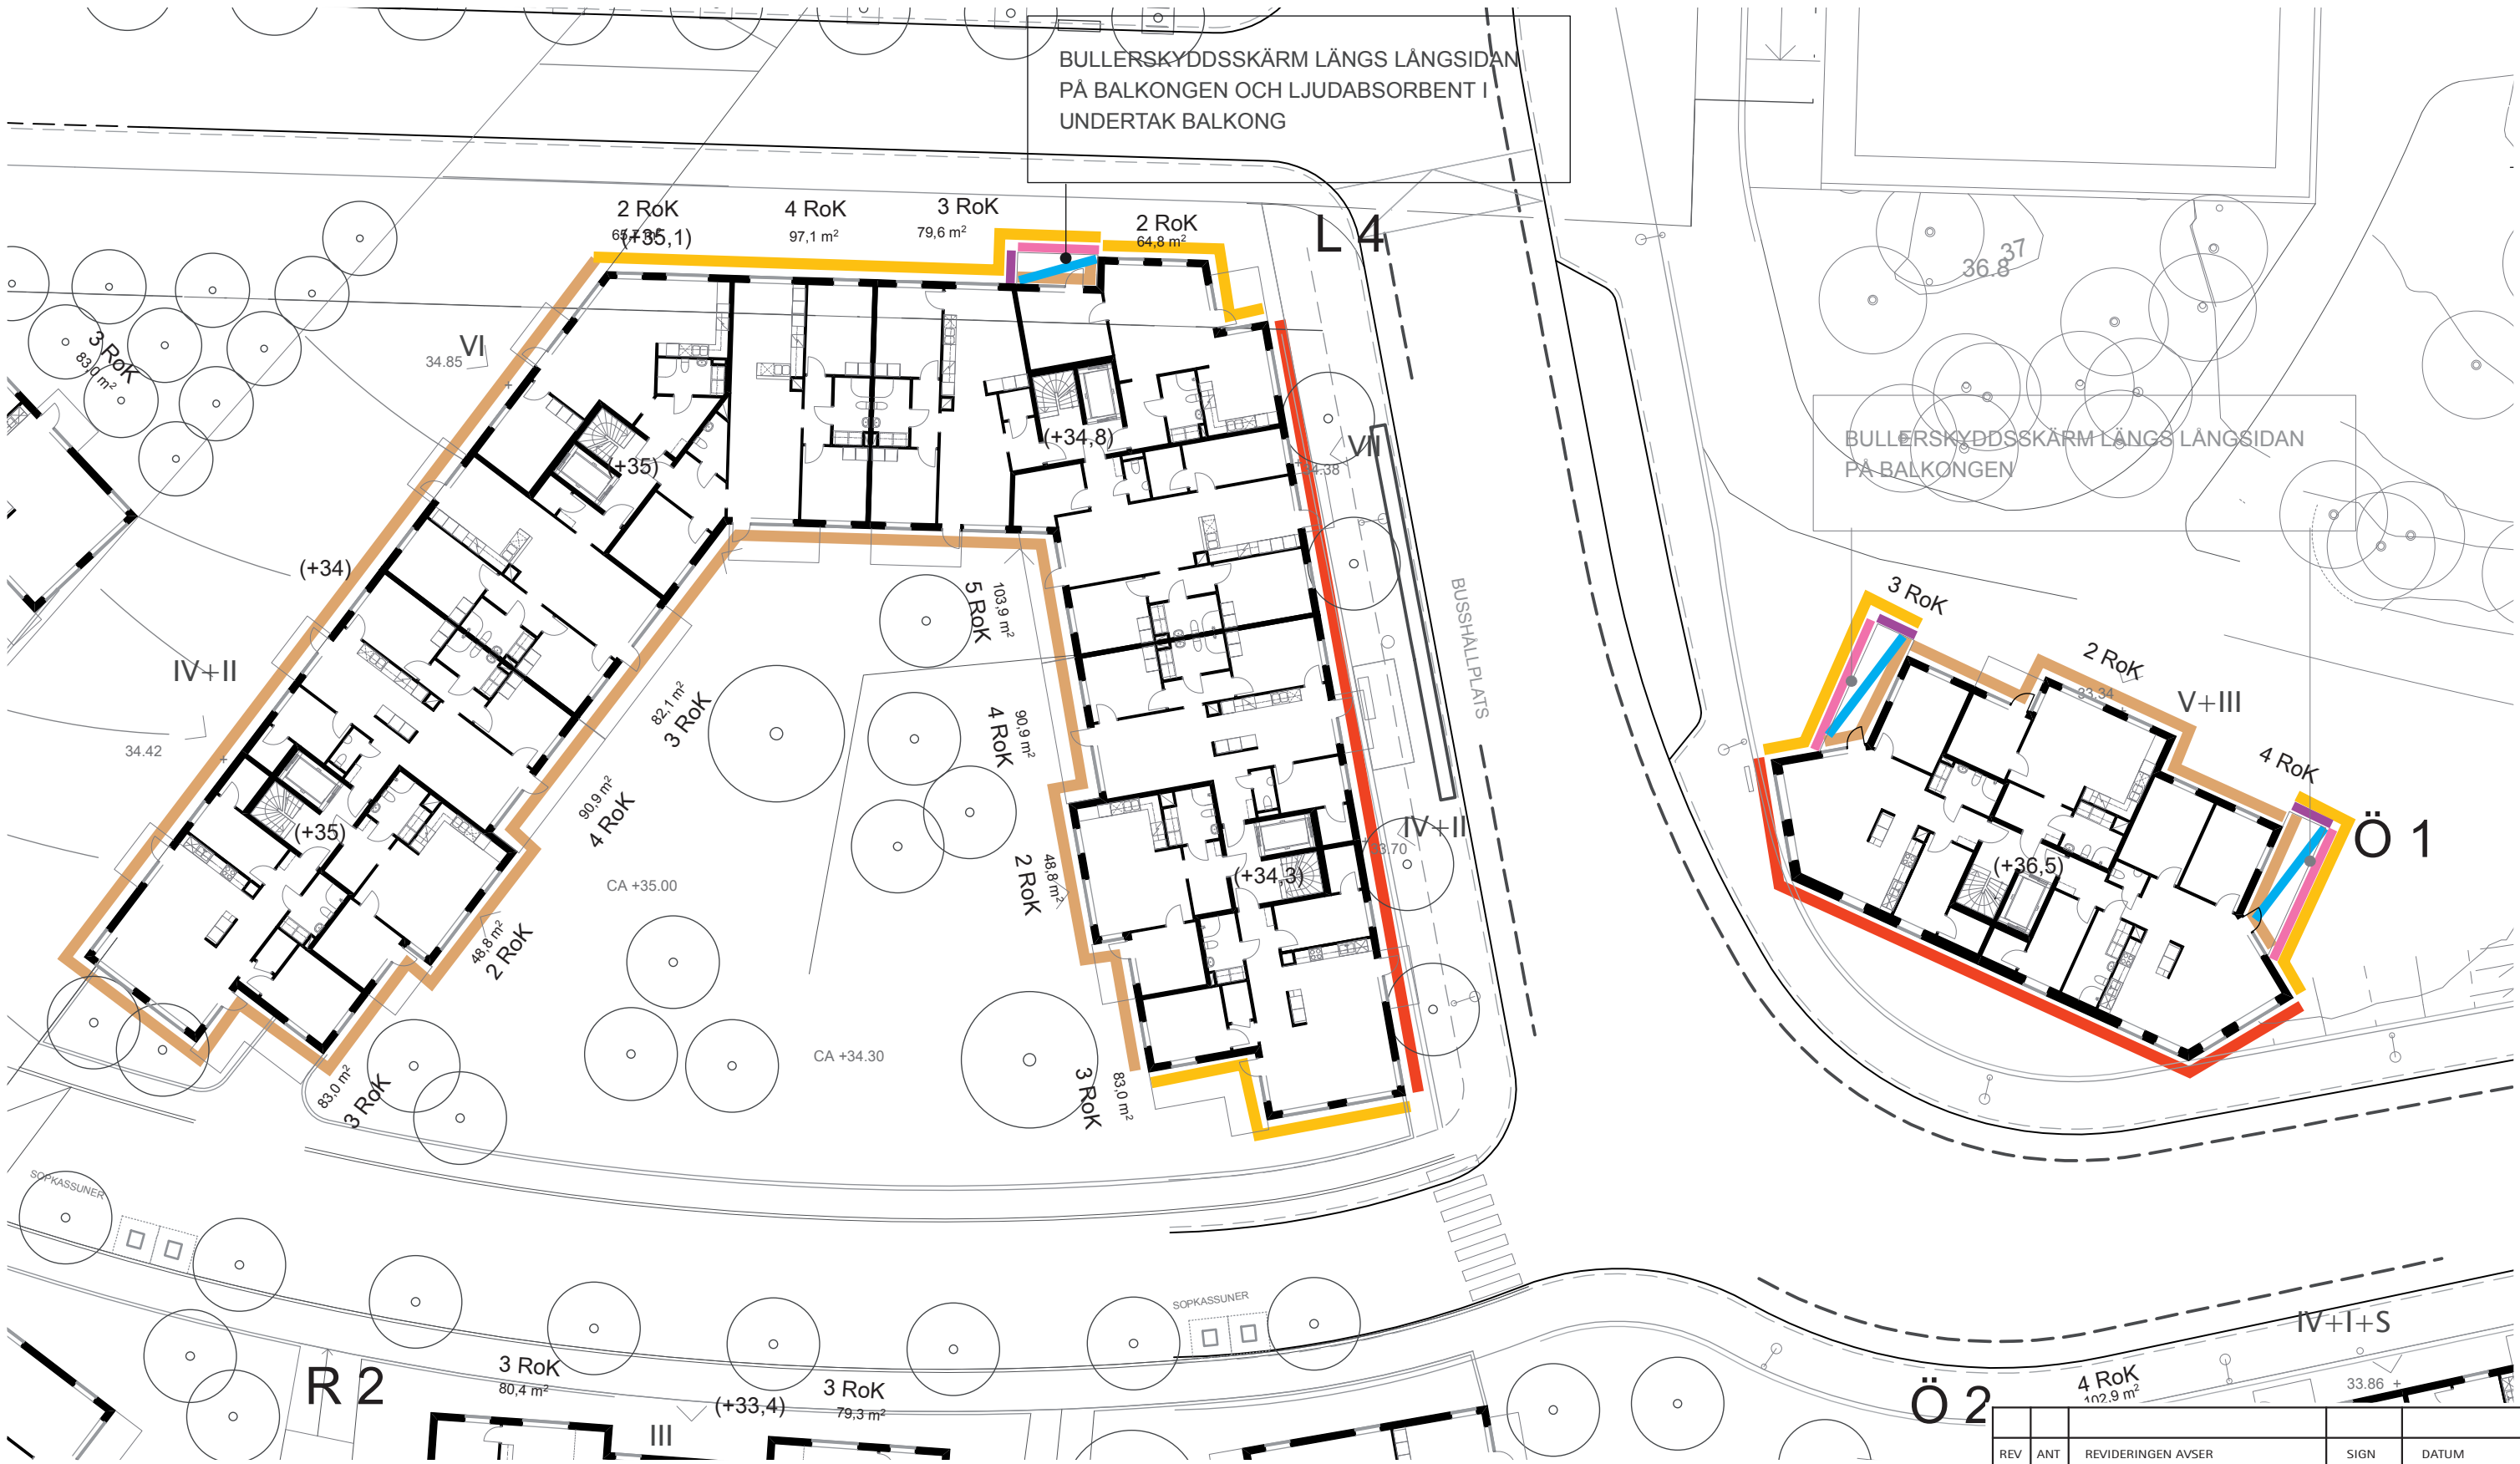 BULLERSKYDDSSKÄRM LÄNGS LÅNGSIDAN
PÅ BALKONGEN OCH LJUDABSORBENT I
UNDERTAK BALKONG
2 RoK
(+35,1)
4 RoK
97,1 m²
3 RoK
79,6 m²
2 RoK
64,8 m²
L 4
37
36.8
3 RoK
83,0 m²
VI
34.85
(+35)
(+34,8)
VII
34.38
BULLERSKYDDSSKÄRM LÄNGS LÅNGSIDAN
PÅ BALKONGEN
(+34)
IV+II
34.42
5 RoK
103,9 m²
BUSSHÅLLPLATS
3 RoK
2 RoK
33.34
V+III
4 RoK
Ö 1
82,1 m²
3 RoK
4 RoK
90,9 m²
90,9 m²
4 RoK
(+35)
IV+II
33.70
(+34,3)
(+36,5)
2 RoK
48,8 m²
CA +35.00
48,8 m²
2 RoK
CA +34.30
83,0 m²
3 RoK
3 RoK
83,0 m²
SOPKASSUNER
SOPKASSUNER
R 2
3 RoK
80,4 m²
III
(+33,4)
3 RoK
79,3 m²
IV+I+S
Ö 2
4 RoK
102,9 m²
33.86
REV ANT REVIDERINGEN AVSER SIGN DATUM